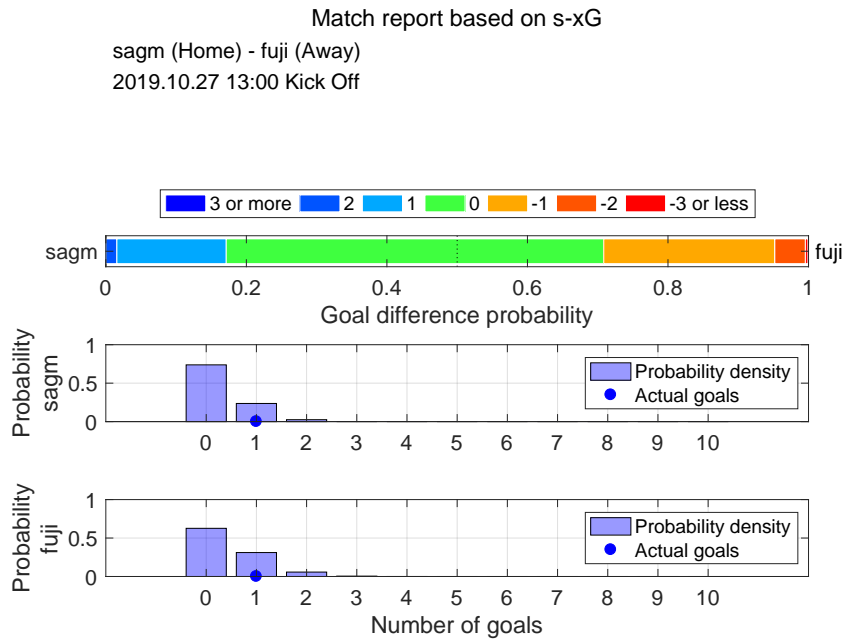 Match report based on s-xG
sagm (Home) - fuji (Away)
2019.10.27 13:00 Kick Off
3 or more 2 1 0 -1 -2 -3 or less
sagm fuji
0 0.2 0.4 0.6 0.8 1
Goal difference probability
Probability
sagm
1
0.5
0
Probability density
Actual goals
0 1 2 3 4 5 6 7 8 9 10
Probability
fuji
1
0.5
0
Probability density
Actual goals
0 1 2 3 4 5 6 7 8 9 10
Number of goals